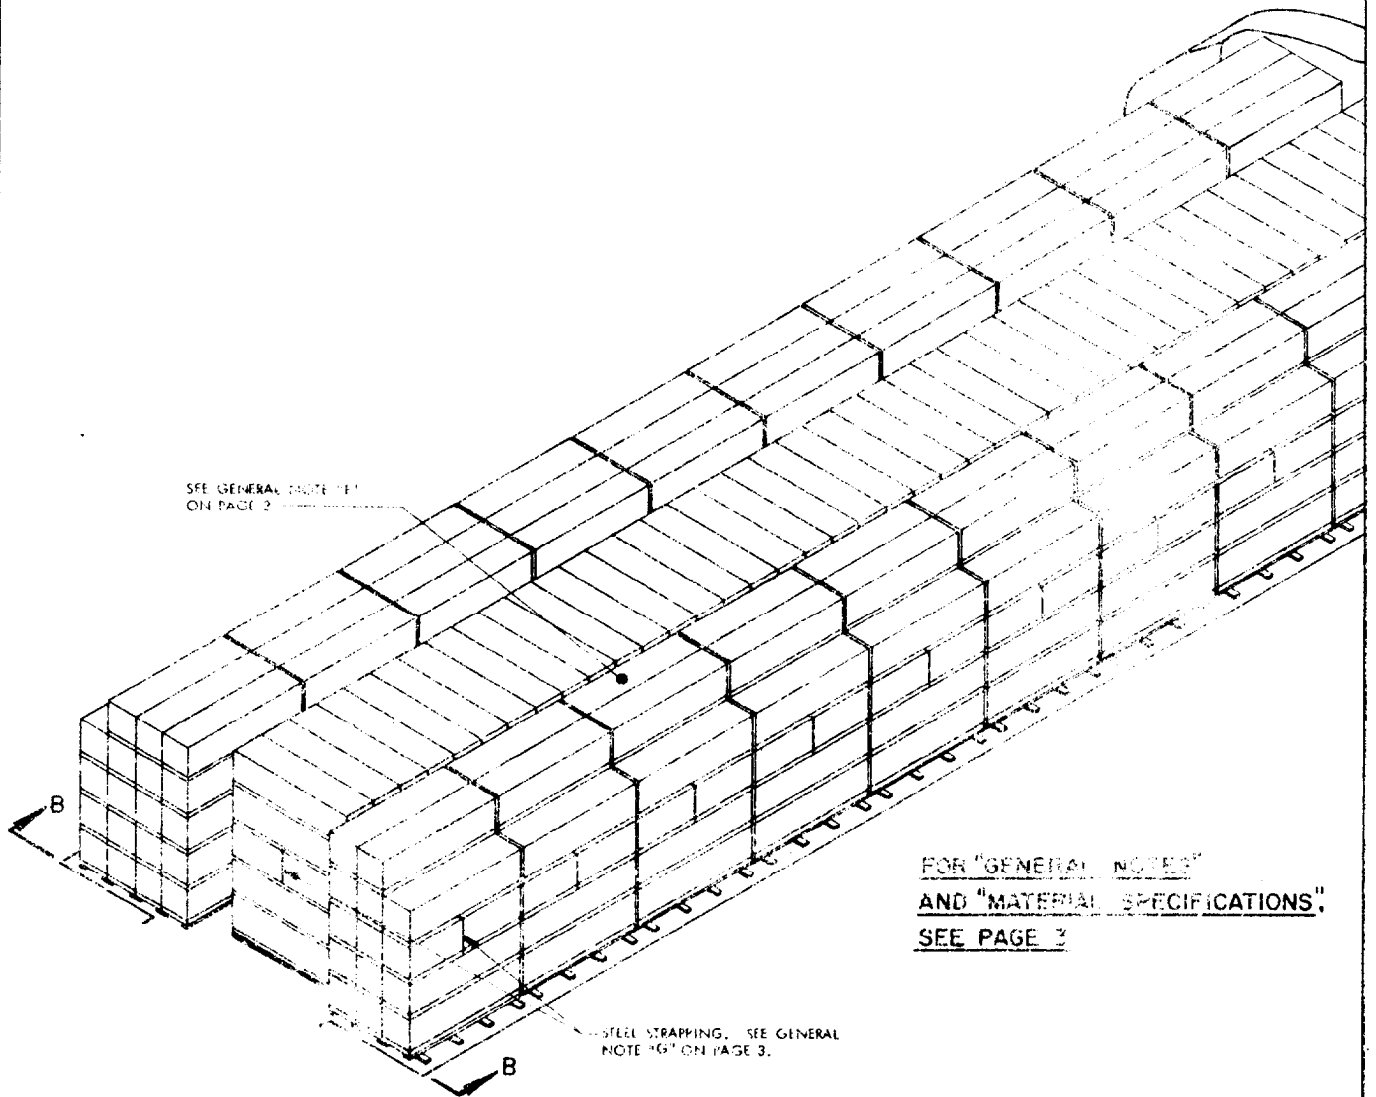 SEE GENERAL NOTE
ON PAGE
B
FOR "GENERAL NOTES"
AND "MATERIAL SPECIFICATIONS",
SEE PAGE 3
STEEL STRAPPING. SEE GENERAL
NOTE "G" ON PAGE 3.
B